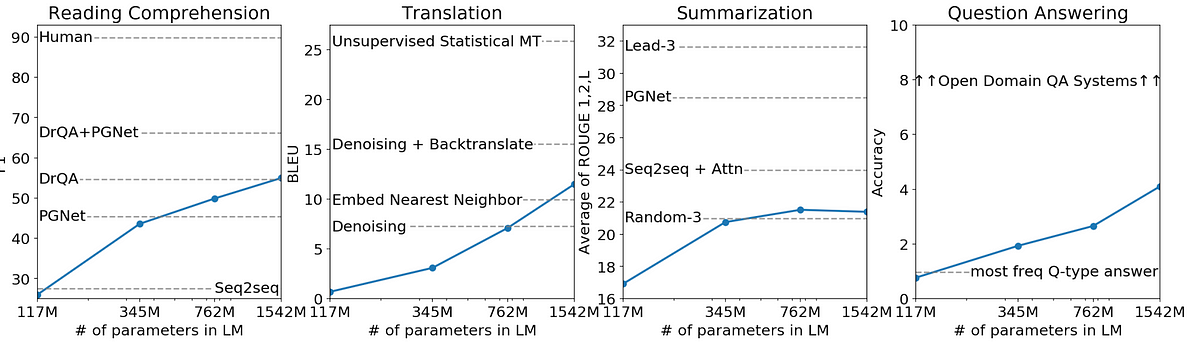 Reading Comprehension
90
80
70
60
50
40
30
Human
DrQA+PGNet
DrQA
PGNet
Seq2seq
117M 345M 762M 1542M
# of parameters in LM
Translation
BLEU
25
20
15
10
5
0
Unsupervised Statistical MT
Denoising + Backtranslate
Embed Nearest Neighbor
Denoising
117M 345M 762M 1542M
# of parameters in LM
Summarization
Average of ROUGE 1,2,L
32
30
28
26
24
22
20
18
16
Lead-3
PGNet
Seq2seq + Attn
Random-3
117M 345M 762M 1542M
# of parameters in LM
Question Answering
Accuracy
10
8
6
4
2
0
↑↑Open Domain QA Systems↑↑
most freq Q-type answer
117M 345M 762M 1542M
# of parameters in LM